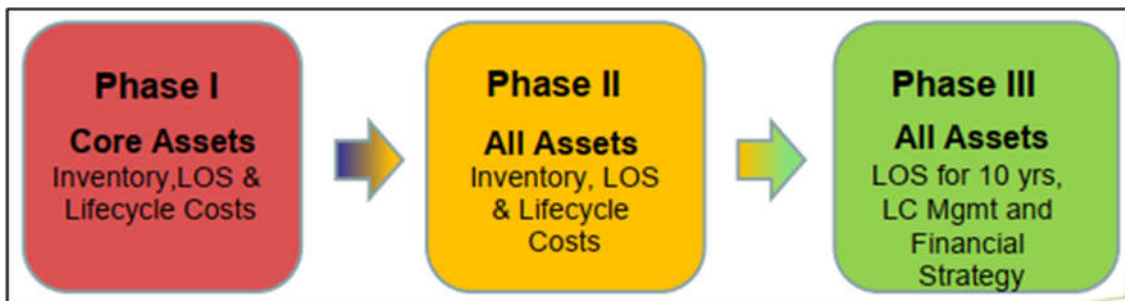 Phase I
Core Assets
Inventory,LOS &
Lifecycle Costs
Phase II
All Assets
Inventory, LOS
& Lifecycle
Costs
Phase III
All Assets
LOS for 10 yrs,
LC Mgmt and
Financial
Strategy